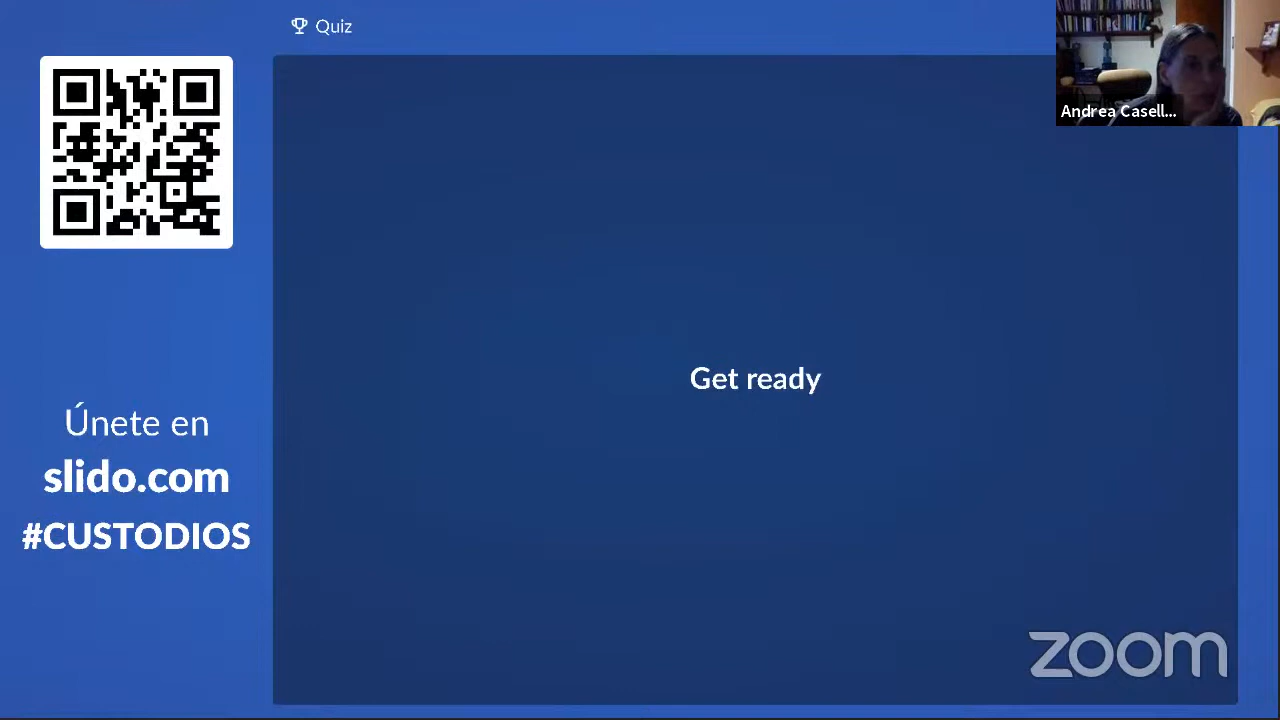 Quiz
Andrea Casell...
Get ready
Únete en
slido.com
#CUSTODIOS
zoom